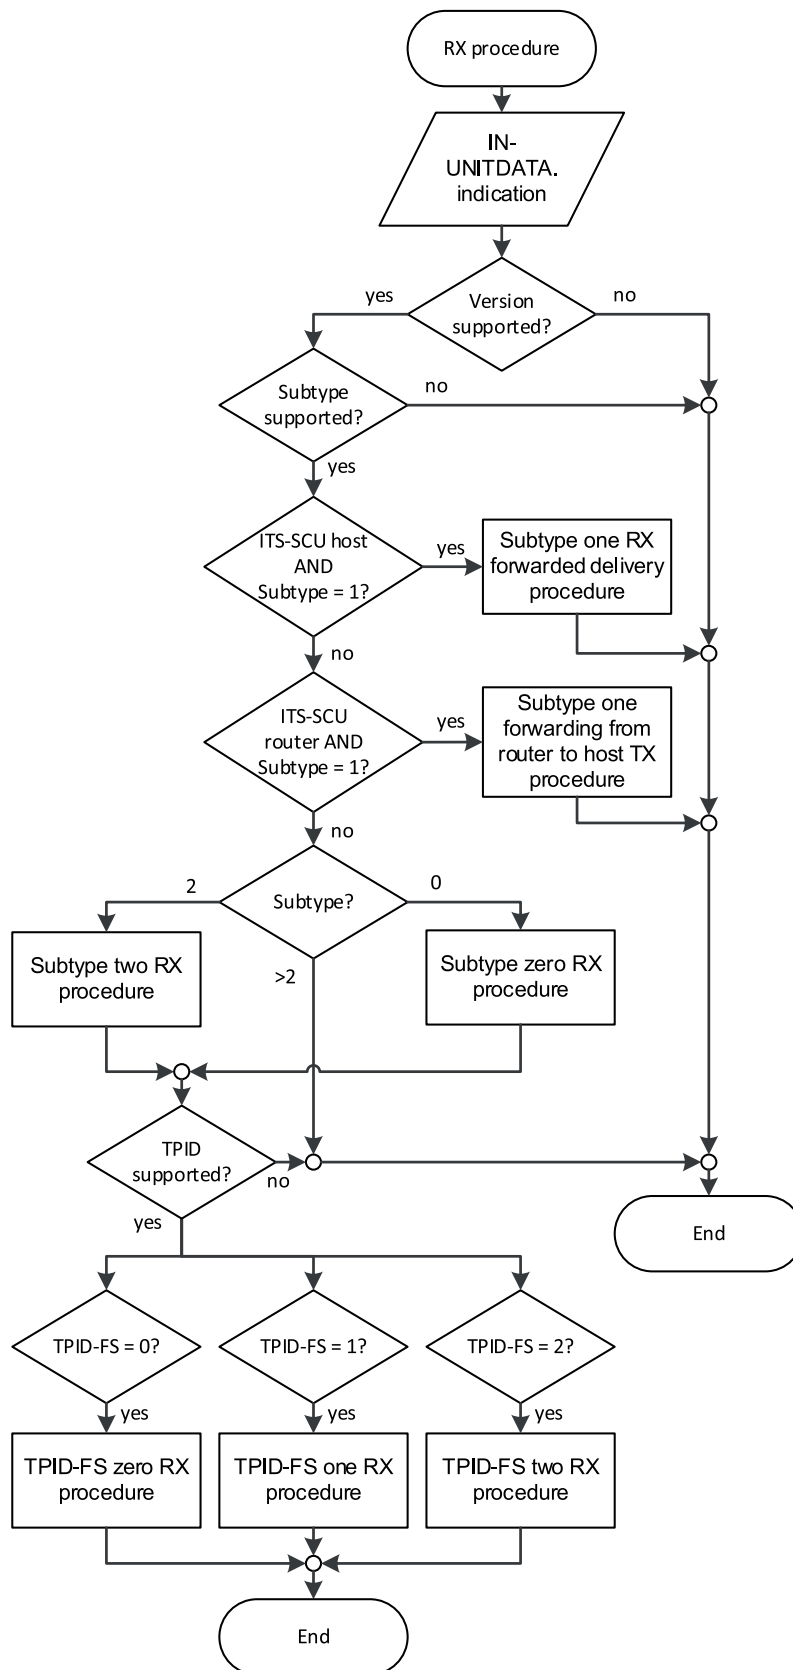 RX procedure
IN-
UNITDATA.
indication
Version
supported?
yes
no
Subtype
supported?
no
yes
ITS-SCU host
AND
Subtype = 1?
yes
Subtype one RX
forwarded delivery
procedure
no
ITS-SCU
router AND
Subtype = 1?
yes
Subtype one
forwarding from
router to host TX
procedure
no
Subtype?
2
0
>2
Subtype two RX
procedure
Subtype zero RX
procedure
TPID
supported?
no
yes
End
TPID-FS = 0?
TPID-FS = 1?
TPID-FS = 2?
yes
yes
yes
TPID-FS zero RX
procedure
TPID-FS one RX
procedure
TPID-FS two RX
procedure
End